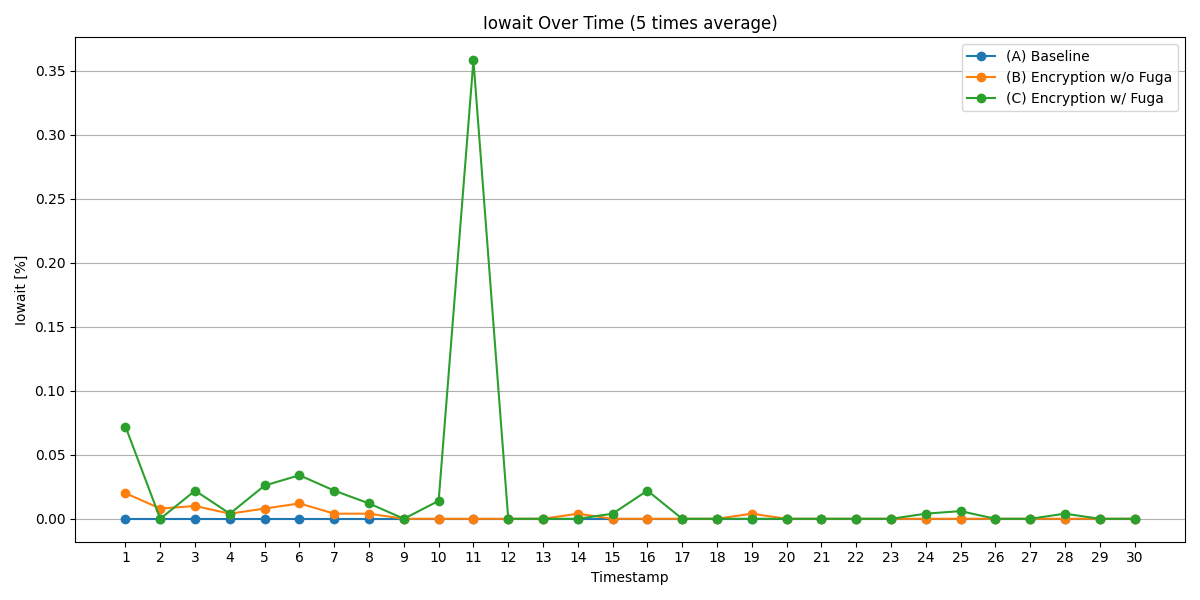 Iowait Over Time (5 times average)
(A) Baseline
(B) Encryption w/o Fuga
(C) Encryption w/ Fuga
Iowait [%]
0.35
0.30
0.25
0.20
0.15
0.10
0.05
0.00
1 2 3 4 5 6 7 8 9 10 11 12 13 14 15 16 17 18 19 20 21 22 23 24 25 26 27 28 29 30
Timestamp